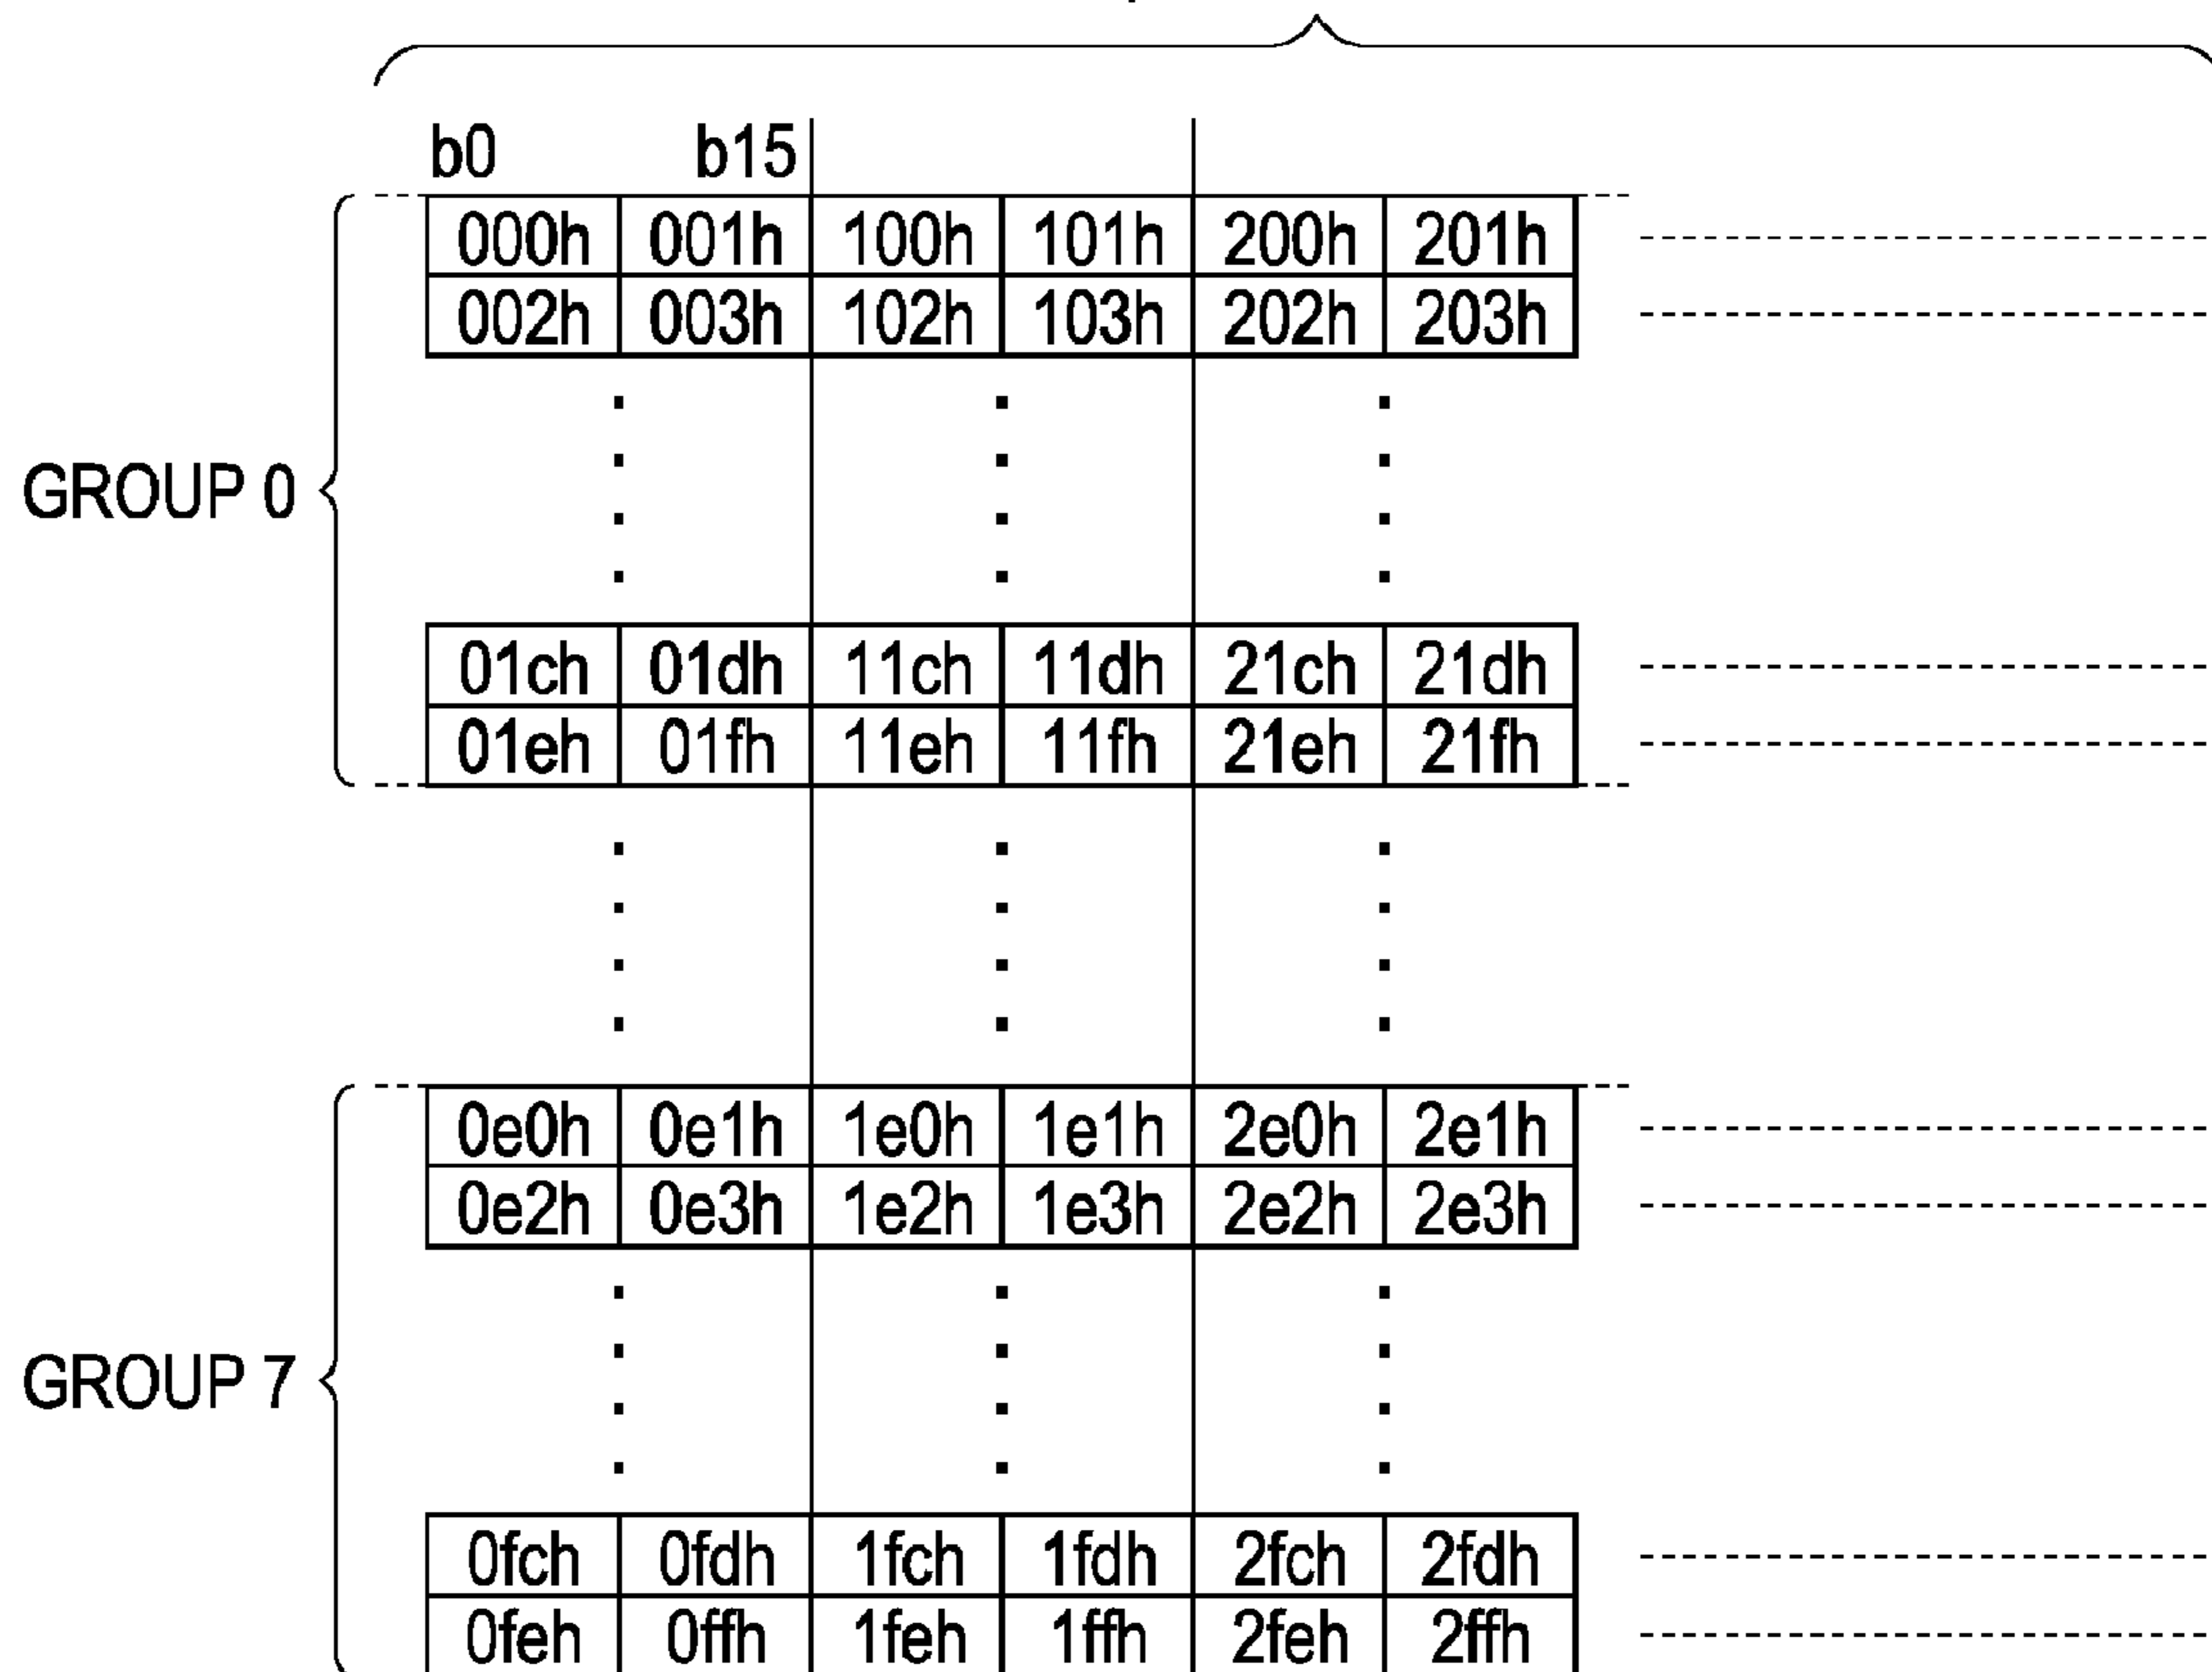 b0 b15
000h 001h 100h 101h 200h 201h
002h 003h 102h 103h 202h 203h
GROUP 0
01ch 01dh 11ch 11dh 21ch 21dh
01eh 01fh 11eh 11fh 21eh 21fh
0e0h 0e1h 1e0h 1e1h 2e0h 2e1h
0e2h 0e3h 1e2h 1e3h 2e2h 2e3h
GROUP 7
0fch 0fdh 1fch 1fdh 2fch 2fdh
0feh 0ffh 1feh 1ffh 2feh 2ffh